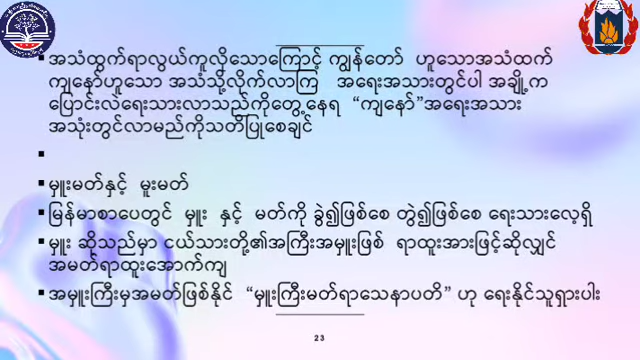 အသံထွက်ရာလွယ်ကူလိုသောကြောင့် ကျွန်တော် ဟူသောအသံထက်
ကျနော်ဟူသော အသံသို့လိုက်လာကြ အရေးအသားတွင်ပါ အချို့က
ပြောင်းလဲရေးသားလာသည်ကိုတွေ့နေရ “ကျနော်”အရေးအသား
အသုံးတွင်လာမည်ကိုသတိပြုစေချင်
မှူးမတ်နှင့် မူးမတ်
မြန်မာစာပေတွင် မှူး နှင့် မတ်ကို ခွဲ၍ဖြစ်စေ တွဲ၍ဖြစ်စေ ရေးသားလေ့ရှိ
မှူး ဆိုသည်မှာ ငယ်သားတို့၏အကြီးအမှူးဖြစ် ရာထူးအားဖြင့်ဆိုလျှင်
အမတ်ရာထူးအောက်ကျ
အမှူးကြီးမှအမတ်ဖြစ်နိုင် “မှူးကြီးမတ်ရာသေနာပတိ” ဟု ရေးနိုင်သူရှားပါး
23